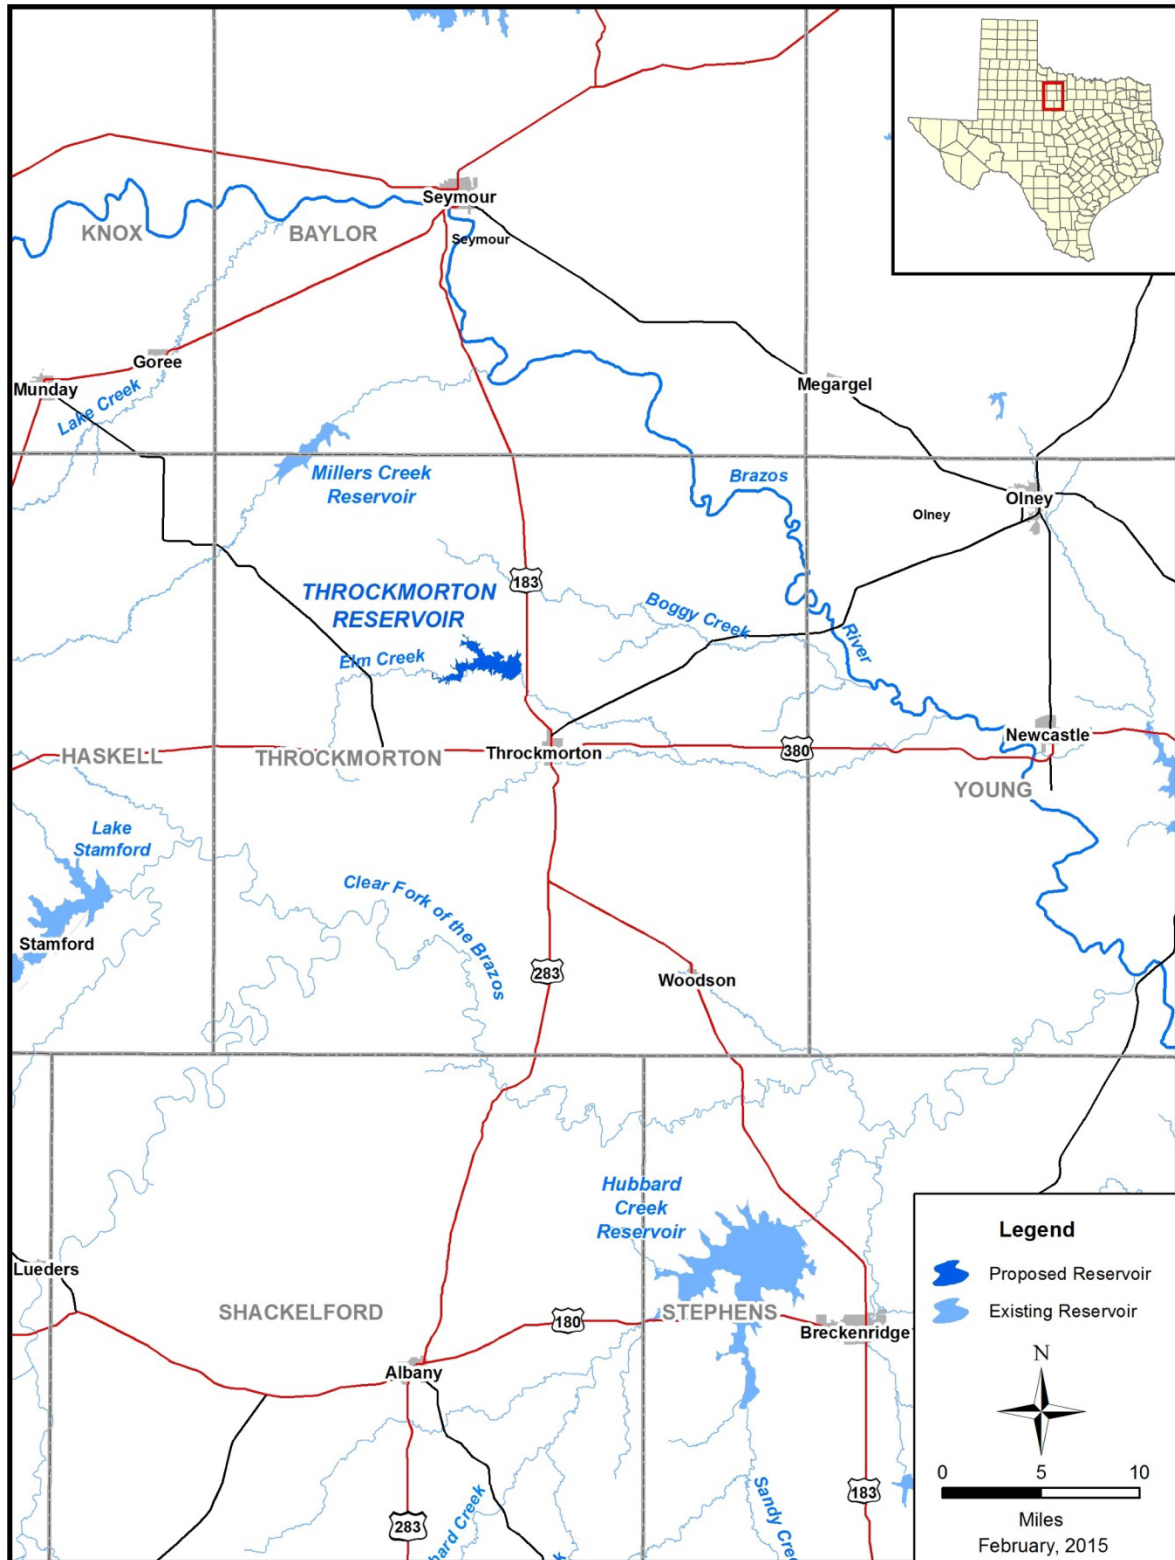 Seymour
KNOX
BAYLOR
Seymour
Goree
Munday
Lake Creek
Megargel
Millers Creek
Reservoir
Brazos
Olney
Olney
THROCKMORTON
RESERVOIR
183
Boggy Creek
River
Elm Creek
HASKELL
THROCKMORTON
Throckmorton
380
Newcastle
YOUNG
Lake
Stamford
Clear Fork of the Brazos
Stamford
283
Woodson
Hubbard
Creek
Reservoir
Lueders
SHACKELFORD
180
STEPHENS
Breckenridge
Albany
283
Sandy
183
Creek
Legend
Proposed Reservoir
Existing Reservoir
N
0 5 10
Miles
February, 2015